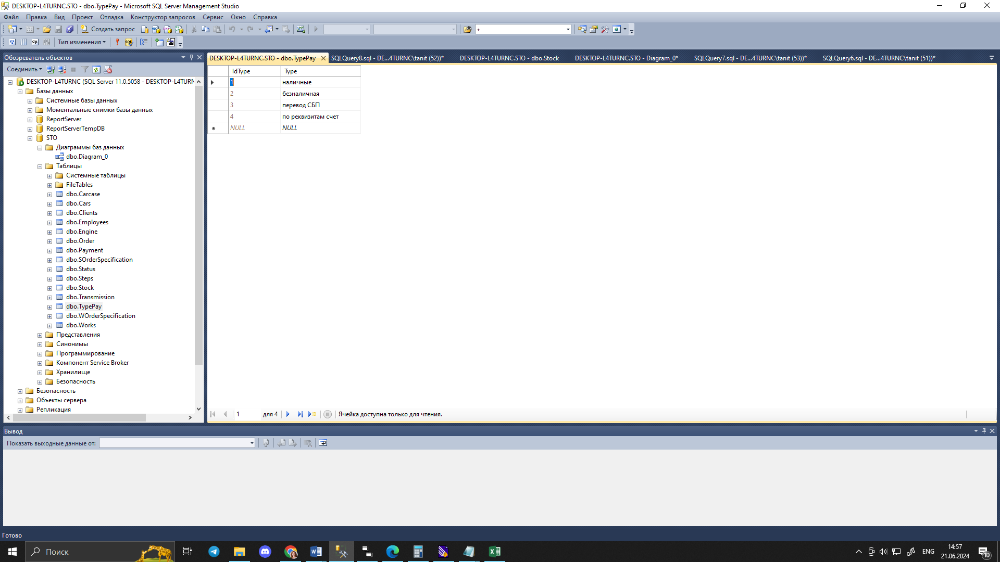 DESKTOP-L4TURNC.STO - dbo.TypePay - Microsoft SQL Server Management Studio
Файл Правка Вид Проект Отладка Конструктор запросов Сервис Окно Справка
Создать запрос
+
Тип изменения
Обозреватель объектов
Соединить
DESKTOP-L4TURNC (SQL Server 11.0.5058 - DESKTOP-L4TURN
Базы данных
Системные базы данных
Моментальные снимки базы данных
ReportServer
ReportServerTempDB
STO
Диаграммы баз данных
dbo.Diagram_0
Таблицы
Системные таблицы
FileTables
dbo.Carcase
dbo.Cars
dbo.Clients
dbo.Employees
dbo.Engine
dbo.Order
dbo.Payment
dbo.SOrderSpecification
dbo.Status
dbo.Steps
dbo.Stock
dbo.Transmission
dbo.TypePay
dbo.WOrderSpecification
dbo.Works
Представления
Синонимы
Программирование
Компонент Service Broker
Хранилище
Безопасность
Безопасность
Объекты сервера
Репликация
DESKTOP-L4TURNC.STO - dbo.TypePay SQLQuery8.sql - DE...4TURNC\tanit (52))* DESKTOP-L4TURNC.STO - dbo.Stock DESKTOP-L4TURNC.STO - Diagram_0* SQLQuery7.sql - DE...4TURNC\tanit (53))* SQLQuery6.sql - DE...4TURNC\tanit (51))*
IdType Type
1 наличные
2 безналичная
3 перевод СБП
4 по реквизитам счет
NULL NULL
1 для 4 Ячейка доступна только для чтения.
Вывод
Показать выходные данные от:
Готово
Поиск
ENG
14:57
21.06.2024
10